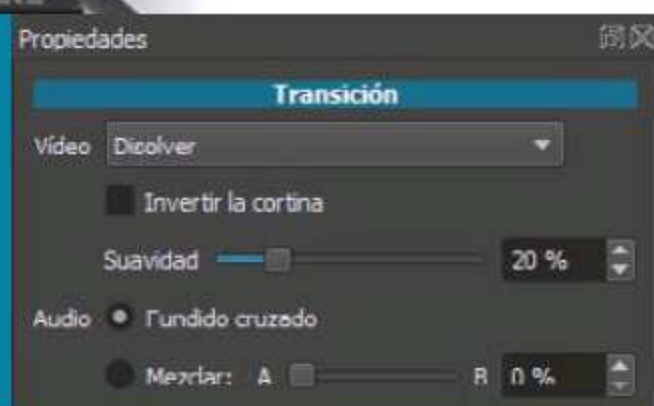 Propiedades
Transición
Vídeo Disolver
Invertir la cortina
Suavidad 20 %
Audio Fundido cruzado
Mezclar: A B 0 %